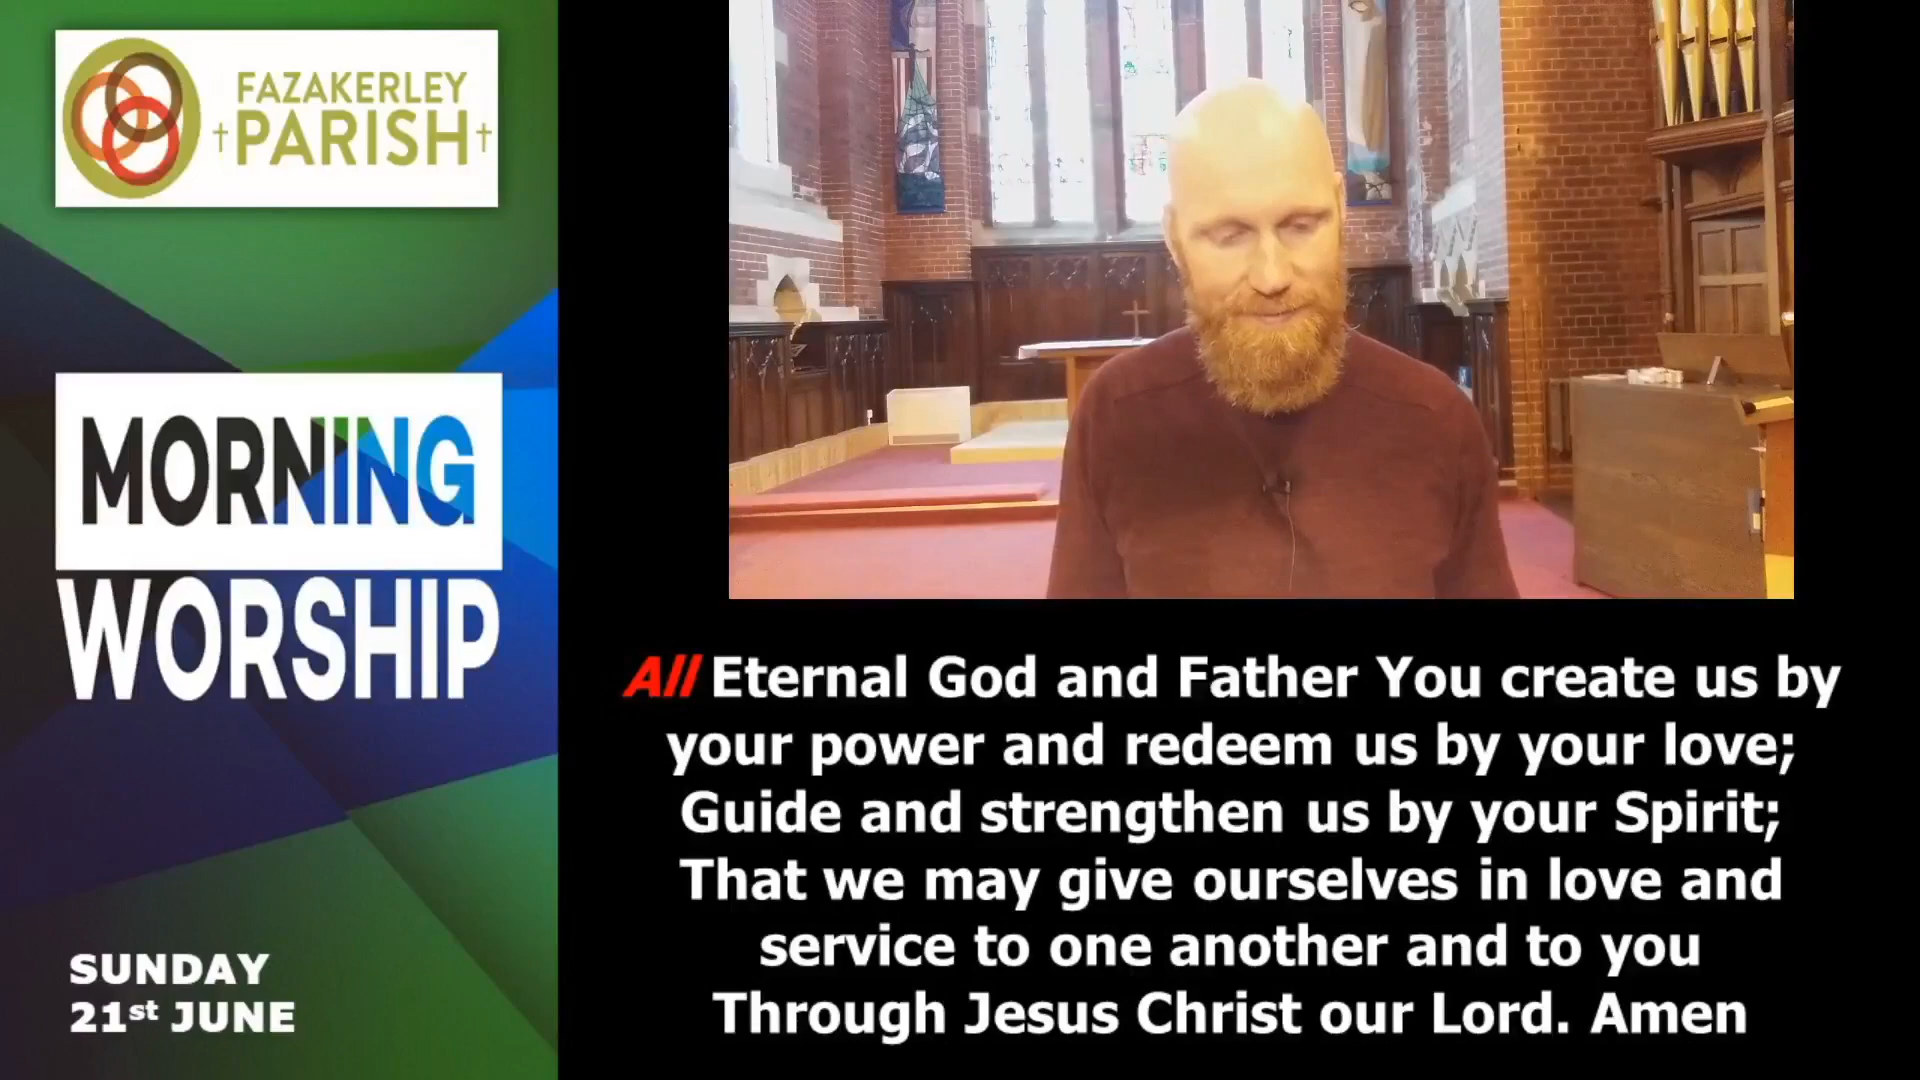 FAZAKERLEY
†PARISH†
MORNING
WORSHIP
SUNDAY
21st JUNE
All Eternal God and Father You create us by
your power and redeem us by your love;
Guide and strengthen us by your Spirit;
That we may give ourselves in love and
service to one another and to you
Through Jesus Christ our Lord. Amen